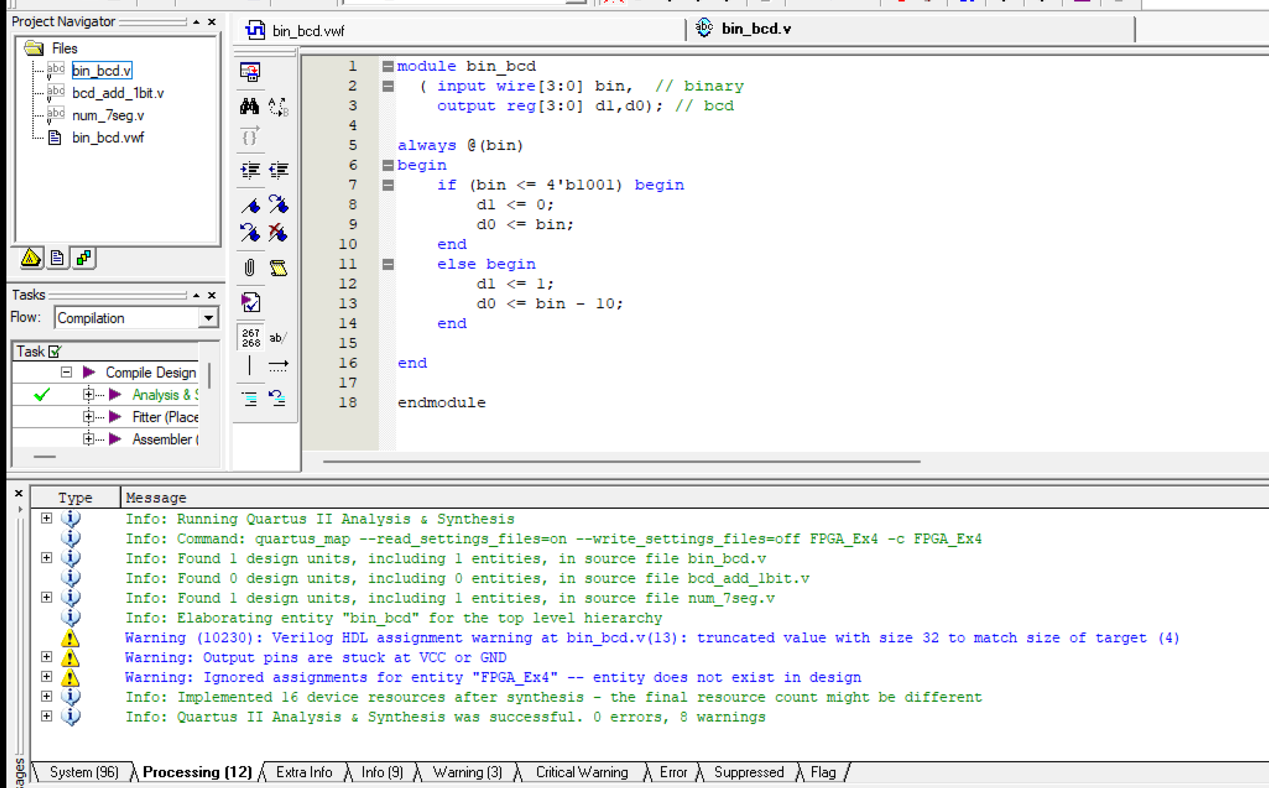 Project Navigator
Files
bin_bcd.v
bcd_add_1bit.v
num_7seg.v
bin_bcd.vwf
Tasks
Flow: Compilation
Task
Compile Design
Analysis & S
Fitter (Place
Assembler (
bin_bcd.vwf
abc bin_bcd.v
267
268
ab/
1 module bin_bcd
2 ( input wire[3:0] bin, // binary
3 output reg[3:0] d1,d0); // bcd
4
5 always @(bin)
6 begin
7 if (bin <= 4'b1001) begin
8 d1 <= 0;
9 d0 <= bin;
10 end
11 else begin
12 d1 <= 1;
13 d0 <= bin - 10;
14 end
15
16 end
17
18 endmodule
Type Message
Info: Running Quartus II Analysis & Synthesis
Info: Command: quartus_map --read_settings_files=on --write_settings_files=off FPGA_Ex4 -c FPGA_Ex4
Info: Found 1 design units, including 1 entities, in source file bin_bcd.v
Info: Found 0 design units, including 0 entities, in source file bcd_add_1bit.v
Info: Found 1 design units, including 1 entities, in source file num_7seg.v
Info: Elaborating entity "bin_bcd" for the top level hierarchy
Warning (10230): Verilog HDL assignment warning at bin_bcd.v(13): truncated value with size 32 to match size of target (4)
Warning: Output pins are stuck at VCC or GND
Warning: Ignored assignments for entity "FPGA_Ex4" -- entity does not exist in design
Info: Implemented 16 device resources after synthesis - the final resource count might be different
Info: Quartus II Analysis & Synthesis was successful. 0 errors, 8 warnings
System (96) Processing (12) Extra Info Info (9) Warning (3) Critical Warning Error Suppressed Flag